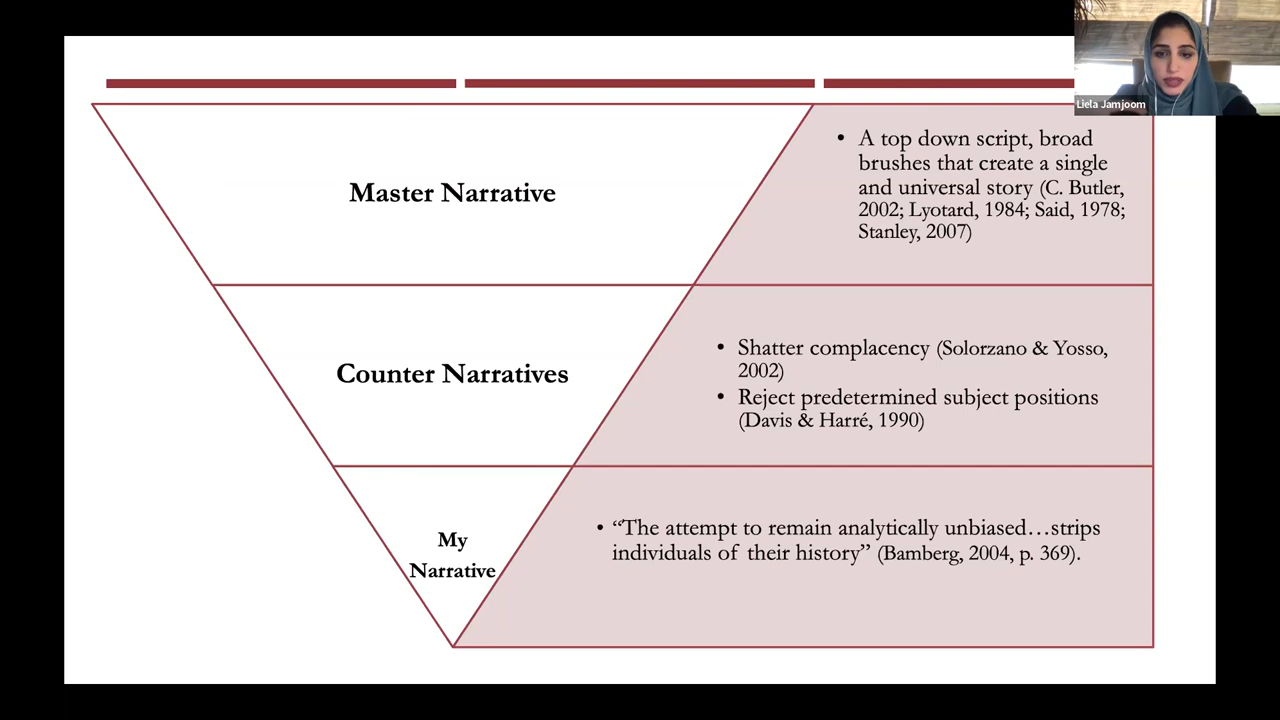 Liela Jamjoom
Master Narrative
• A top down script, broad
brushes that create a single
and universal story (C. Butler,
2002; Lyotard, 1984; Said, 1978;
Stanley, 2007)
Counter Narratives
• Shatter complacency (Solorzano & Yosso,
2002)
• Reject predetermined subject positions
(Davis & Harré, 1990)
My
Narrative
• “The attempt to remain analytically unbiased…strips
individuals of their history” (Bamberg, 2004, p. 369).